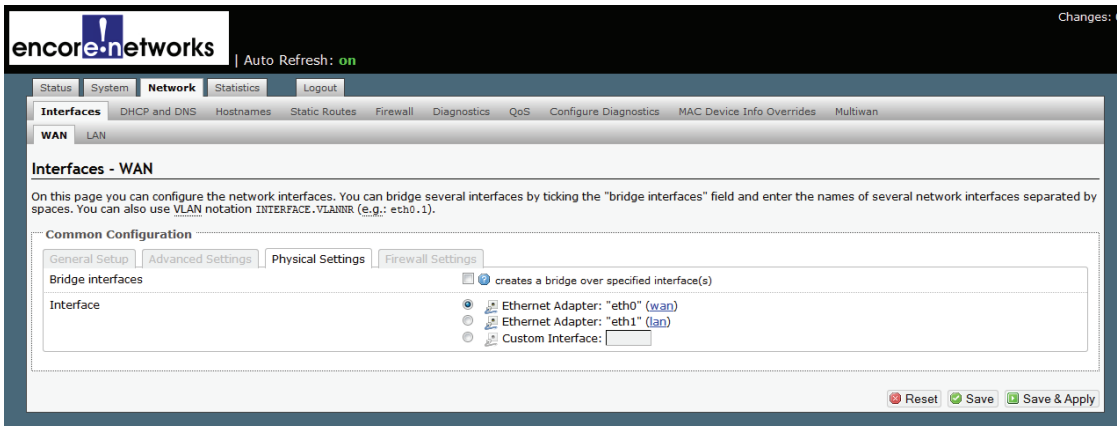 Changes:
encore!networks
| Auto Refresh: on
Status System Network Statistics Logout
Interfaces DHCP and DNS Hostnames Static Routes Firewall Diagnostics QoS Configure Diagnostics MAC Device Info Overrides Multiwan
WAN LAN
Interfaces - WAN
On this page you can configure the network interfaces. You can bridge several interfaces by ticking the "bridge interfaces" field and enter the names of several network interfaces separated by
spaces. You can also use VLAN notation INTERFACE.VLANNR (e.g.: eth0.1).
Common Configuration
General Setup Advanced Settings Physical Settings Firewall Settings
Bridge interfaces creates a bridge over specified interface(s)
Interface Ethernet Adapter: "eth0" (wan)
Ethernet Adapter: "eth1" (lan)
Custom Interface:
Reset Save Save & Apply